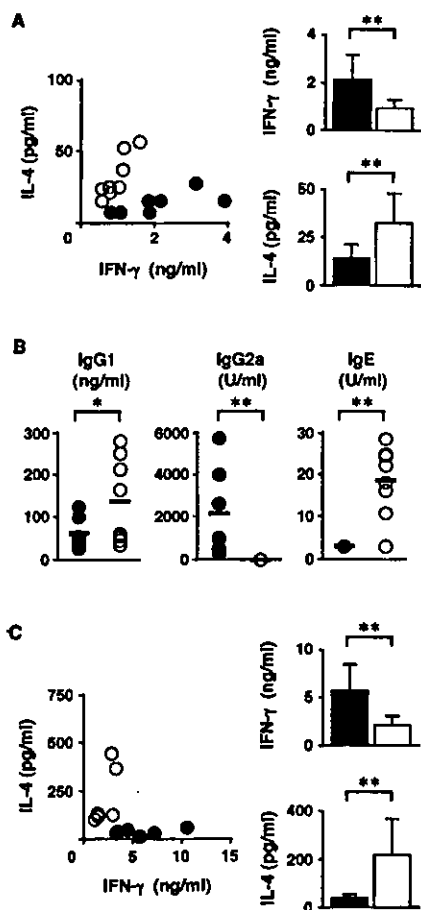 A
IL-4 (pg/ml)
100
50
0
0 2 4
IFN-γ (ng/ml)
**
IFN-γ
(ng/ml)
4
2
0
**
IL-4 (pg/ml)
50
25
0
B
IgG1
(ng/ml)
*
300
200
100
0
IgG2a
(U/ml)
**
6000
4000
2000
0
IgE
(U/ml)
**
30
20
10
0
C
IL-4 (pg/ml)
750
500
250
0
0 5 10 15
IFN-γ (ng/ml)
**
IFN-γ
(ng/ml)
10
5
0
**
IL-4 (pg/ml)
400
200
0